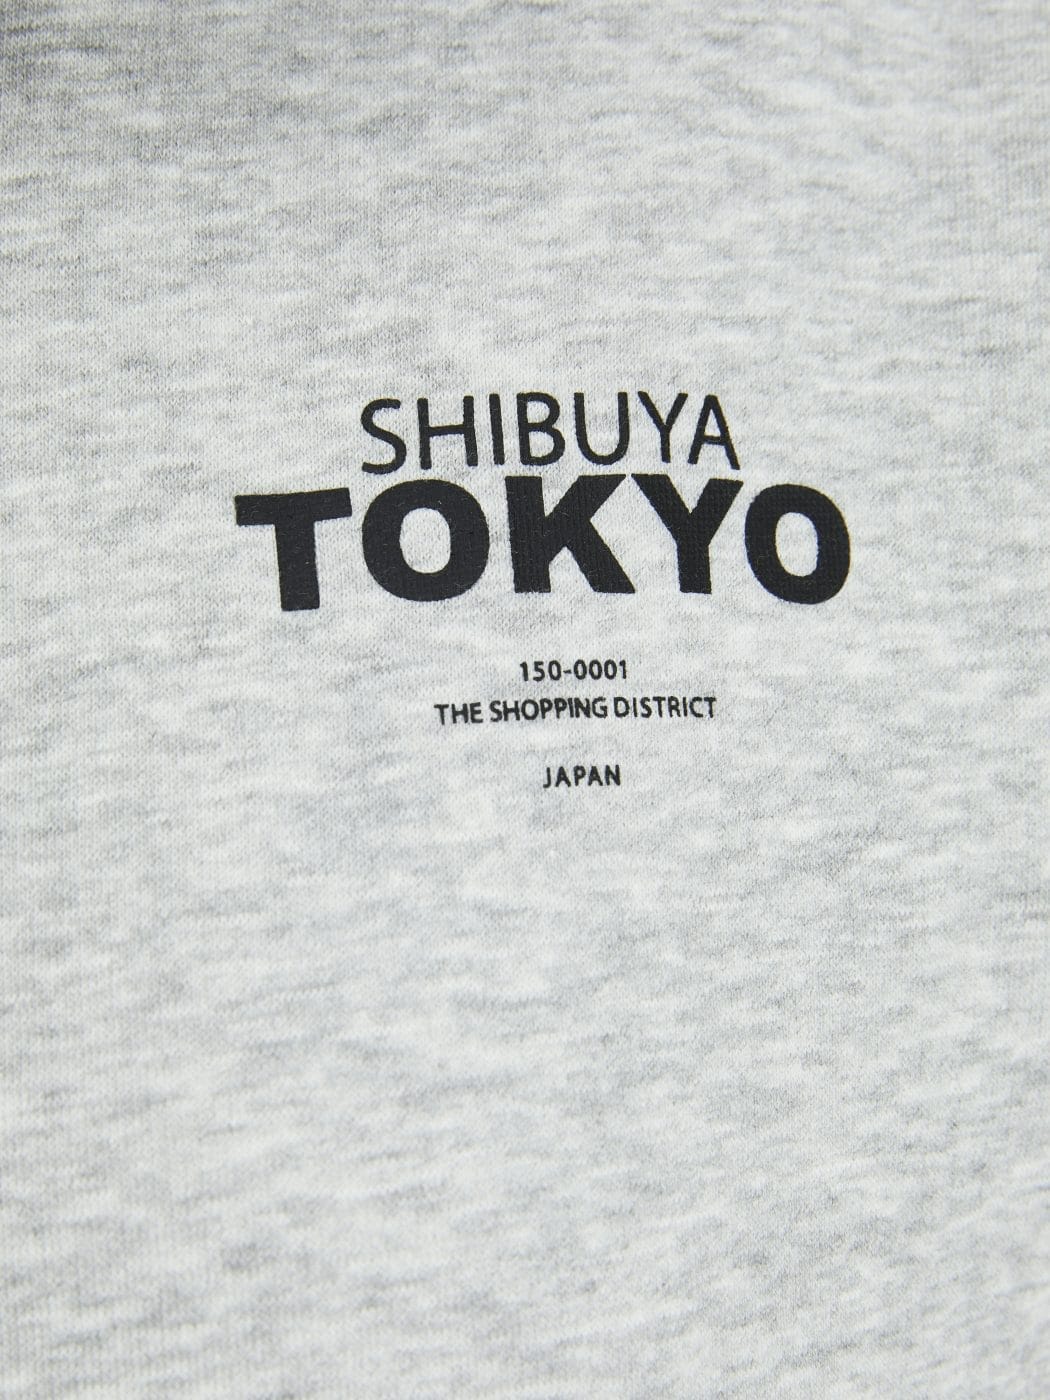 SHIBUYA
TOKYO
150-0001
THE SHOPPING DISTRICT
JAPAN